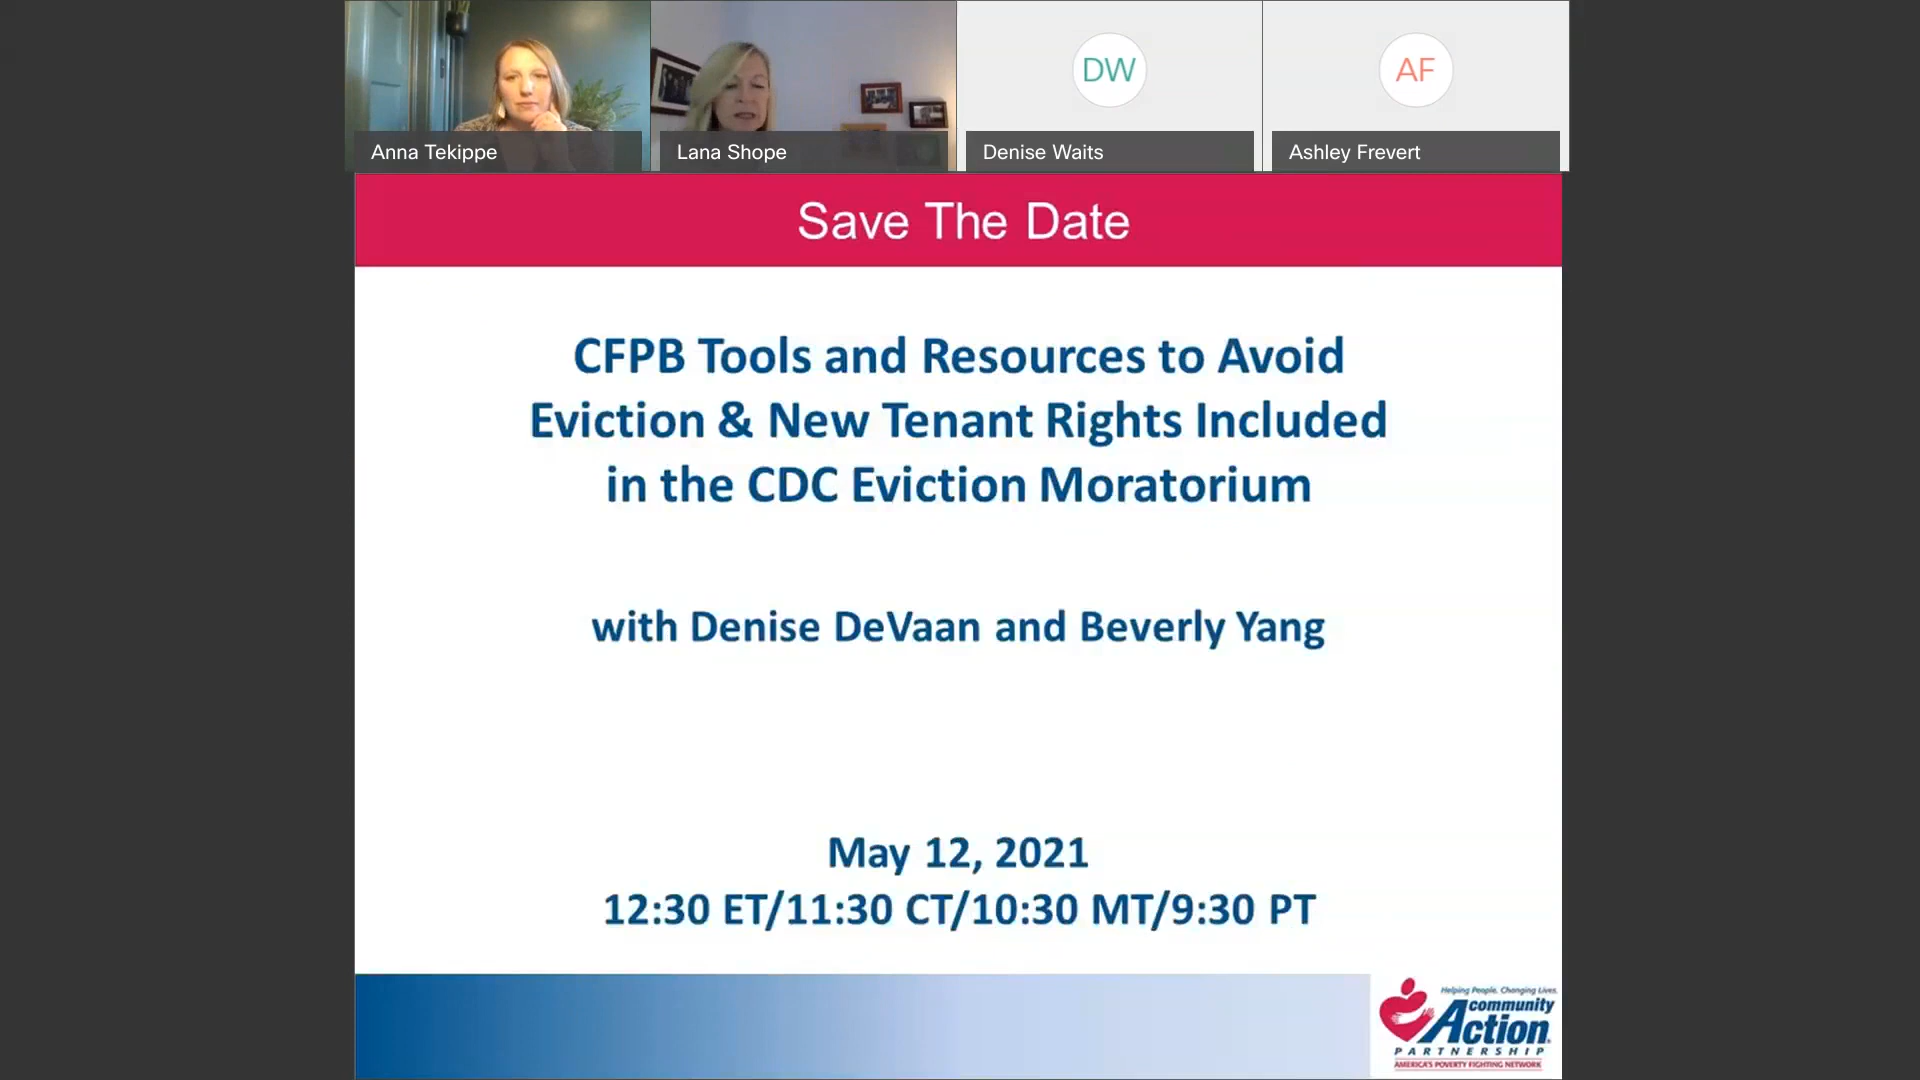 Anna Tekippe
Lana Shope
DW
Denise Waits
AF
Ashley Frevert
Save The Date
CFPB Tools and Resources to Avoid
Eviction & New Tenant Rights Included
in the CDC Eviction Moratorium
with Denise DeVaan and Beverly Yang
May 12, 2021
12:30 ET/11:30 CT/10:30 MT/9:30 PT
Helping People. Changing Lives.
community
Action
PARTNERSHIP
AMERICA'S POVERTY FIGHTING NETWORK